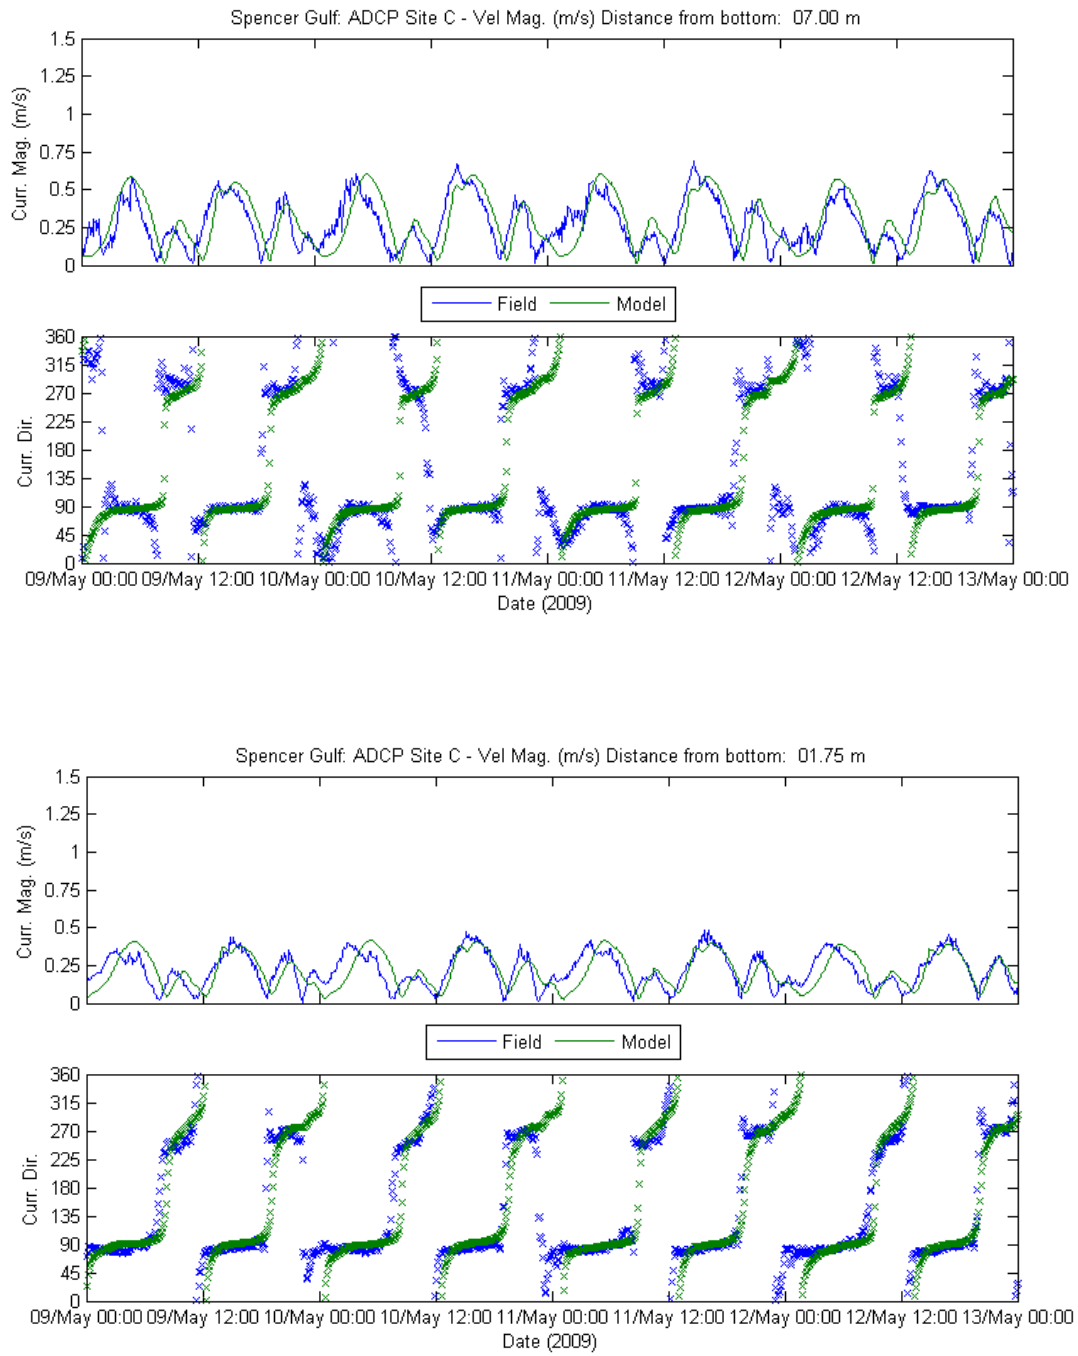 Spencer Gulf: ADCP Site C - Vel Mag. (m/s) Distance from bottom: 07.00 m
1.5
1.25
1
0.75
0.5
0.25
0
Curr. Mag. (m/s)
Field Model
360
315
270
225
180
135
90
45
0
Curr. Dir.
09/May 00:00 09/May 12:00 10/May 00:00 10/May 12:00 11/May 00:00 11/May 12:00 12/May 00:00 12/May 12:00 13/May 00:00
Date (2009)
Spencer Gulf: ADCP Site C - Vel Mag. (m/s) Distance from bottom: 01.75 m
1.5
1.25
1
0.75
0.5
0.25
0
Curr. Mag. (m/s)
Field Model
360
315
270
225
180
135
90
45
0
Curr. Dir.
09/May 00:00 09/May 12:00 10/May 00:00 10/May 12:00 11/May 00:00 11/May 12:00 12/May 00:00 12/May 12:00 13/May 00:00
Date (2009)